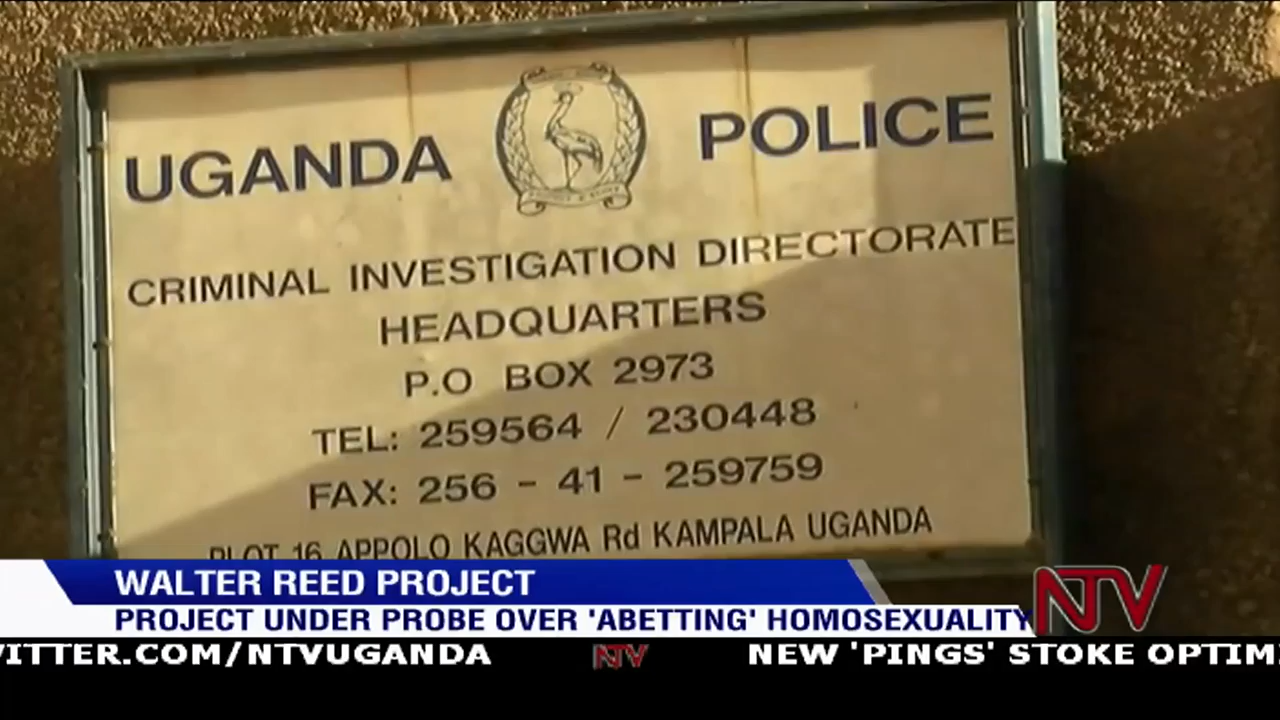 UGANDA POLICE
CRIMINAL INVESTIGATION DIRECTORATE
HEADQUARTERS
P.O BOX 2973
TEL: 259564 / 230448
FAX: 256 - 41 - 259759
PLOT 16 APPOLO KAGGWA Rd KAMPALA UGANDA
WALTER REED PROJECT
PROJECT UNDER PROBE OVER 'ABETTING' HOMOSEXUALITY
NTV
ITTER.COM/NTVUGANDA NTV NEW 'PINGS' STOKE OPTIM